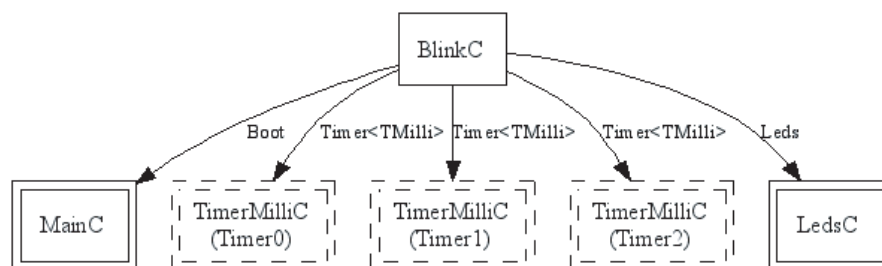 BlinkC
Boot Timer<TMilli> Timer<TMilli> Timer<TMilli> Leds
MainC
TimerMilliC
(Timer0)
TimerMilliC
(Timer1)
TimerMilliC
(Timer2)
LedsC